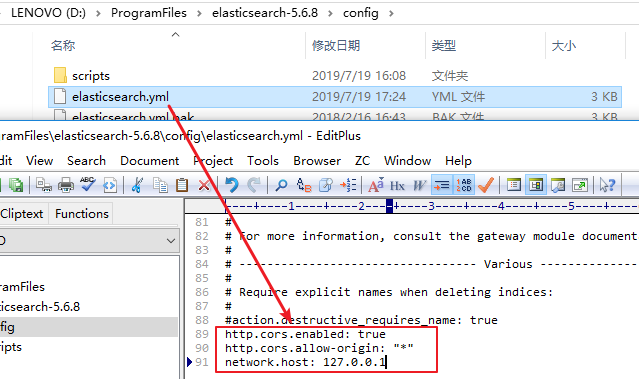 LENOVO (D:) > ProgramFiles > elasticsearch-5.6.8 > config >
名称 修改日期 类型 大小
scripts 2019/7/19 16:08 文件夹
elasticsearch.yml 2019/7/19 17:24 YML 文件 3 KB
elasticsearch.yml.bak 2018/2/16 16:43 BAK 文件 3 KB
ramFiles\elasticsearch-5.6.8\config\elasticsearch.yml - EditPlus
dit View Search Document Project Tools Browser ZC Window Help
Cliptext Functions
O
ramFiles
sticsearch-5.6.8
fig
ripts
----+----1----+----2----+----3----+----4----+----5----+
81 #
82 # For more information, consult the gateway module document
83 #
84 # ---------------------------------- Various -----------
85 #
86 # Require explicit names when deleting indices:
87 #
88 #action.destructive_requires_name: true
89 http.cors.enabled: true
90 http.cors.allow-origin: "*"
91 network.host: 127.0.0.1